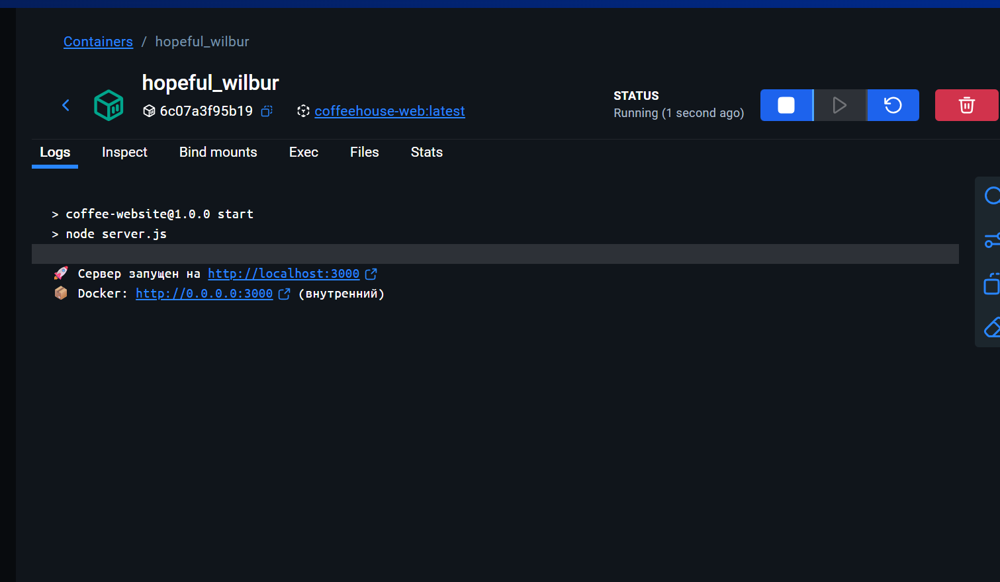 Containers / hopeful_wilbur
hopeful_wilbur
6c07a3f95b19 coffeehouse-web:latest
STATUS
Running (1 second ago)
Logs Inspect Bind mounts Exec Files Stats
> coffee-website@1.0.0 start
> node server.js
🚀 Сервер запущен на http://localhost:3000
📦 Docker: http://0.0.0.0:3000 (внутренний)